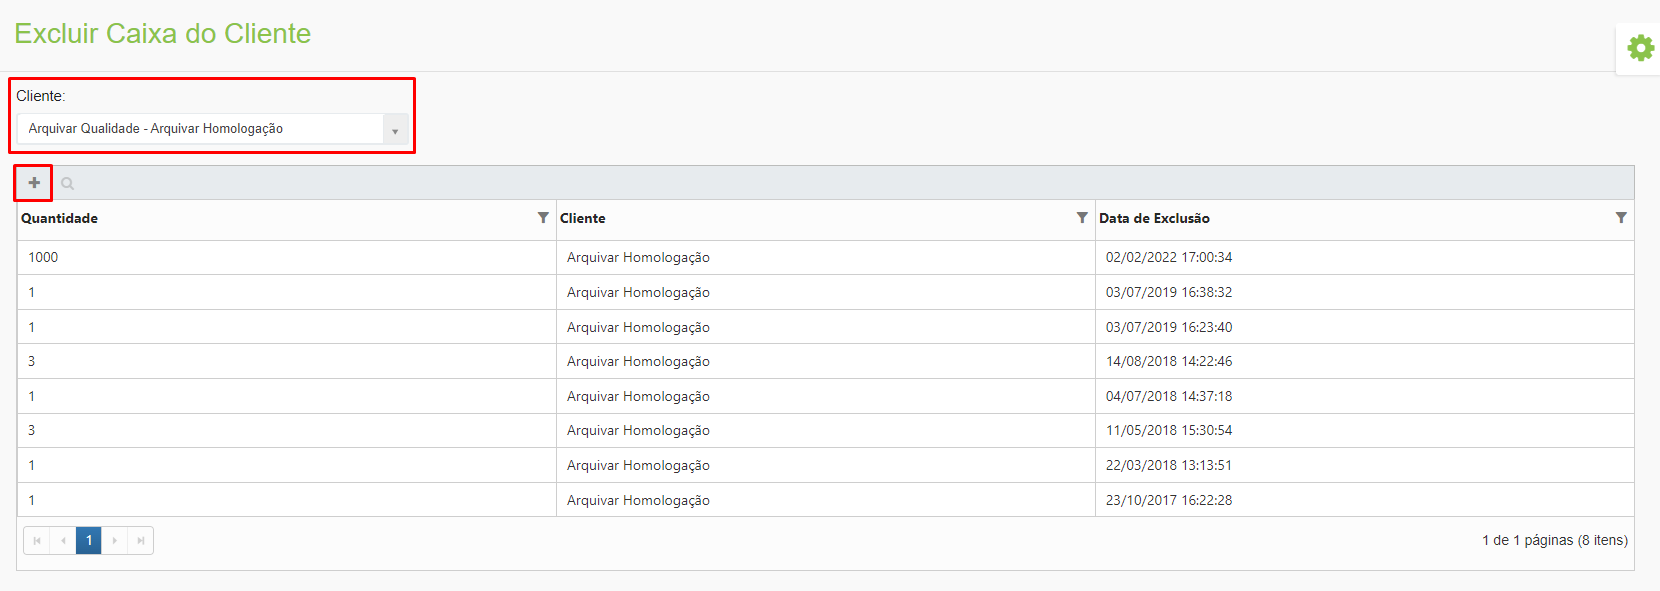 Excluir Caixa do Cliente
Cliente:
Arquivar Qualidade - Arquivar Homologação
Quantidade Cliente Data de Exclusão
1000 Arquivar Homologação 02/02/2022 17:00:34
1 Arquivar Homologação 03/07/2019 16:38:32
1 Arquivar Homologação 03/07/2019 16:23:40
3 Arquivar Homologação 14/08/2018 14:22:46
1 Arquivar Homologação 04/07/2018 14:37:18
3 Arquivar Homologação 11/05/2018 15:30:54
1 Arquivar Homologação 22/03/2018 13:13:51
1 Arquivar Homologação 23/10/2017 16:22:28
1 1 de 1 páginas (8 itens)